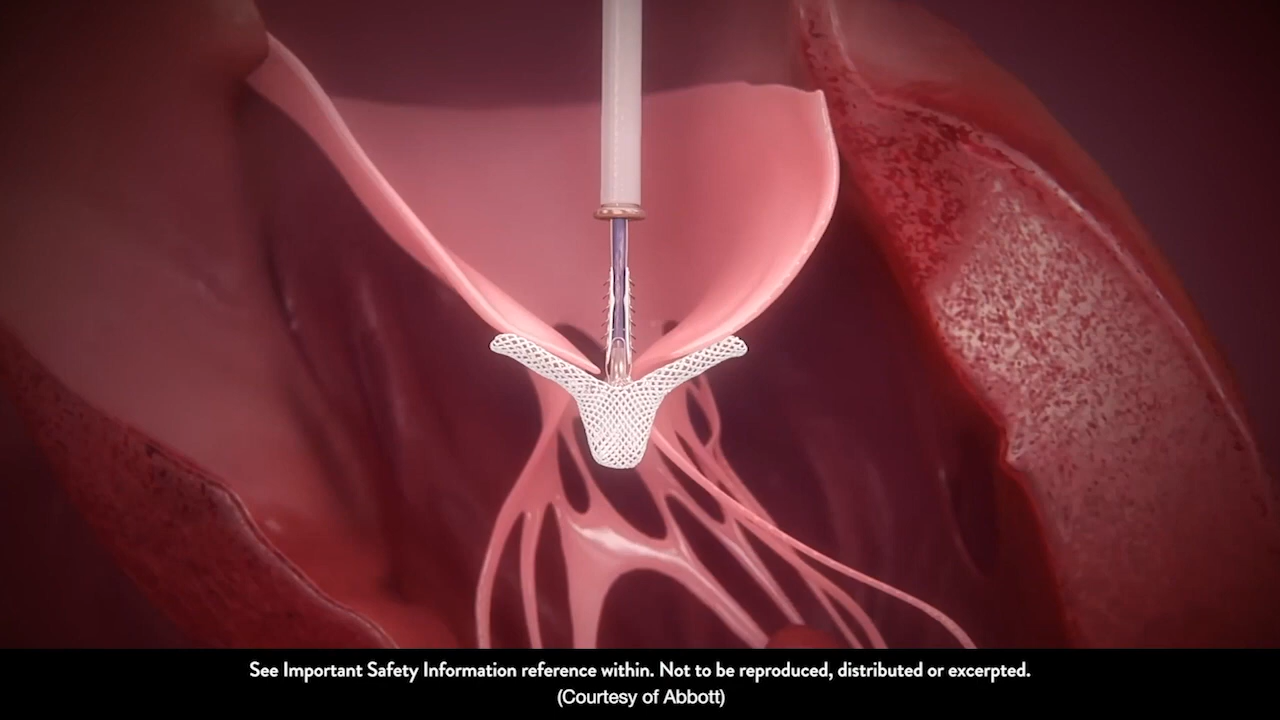 See Important Safety Information reference within. Not to be reproduced, distributed or excerpted.
(Courtesy of Abbott)